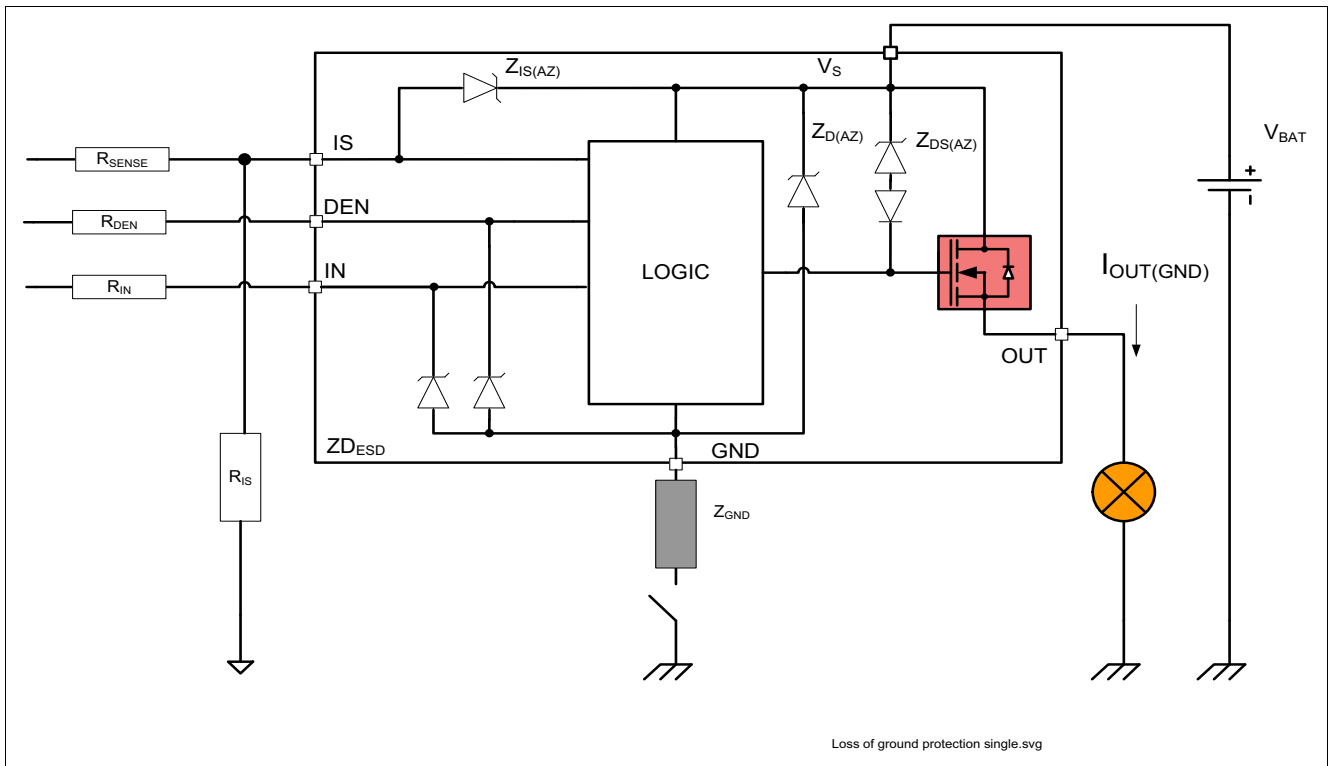 Z_IS(AZ)
V_S
Z_D(AZ)
Z_DS(AZ)
V_BAT
IS
R_SENSE
DEN
R_DEN
LOGIC
IN
R_IN
I_OUT(GND)
OUT
ZD_ESD
GND
R_IS
Z_GND
+
-
Loss of ground protection single.svg